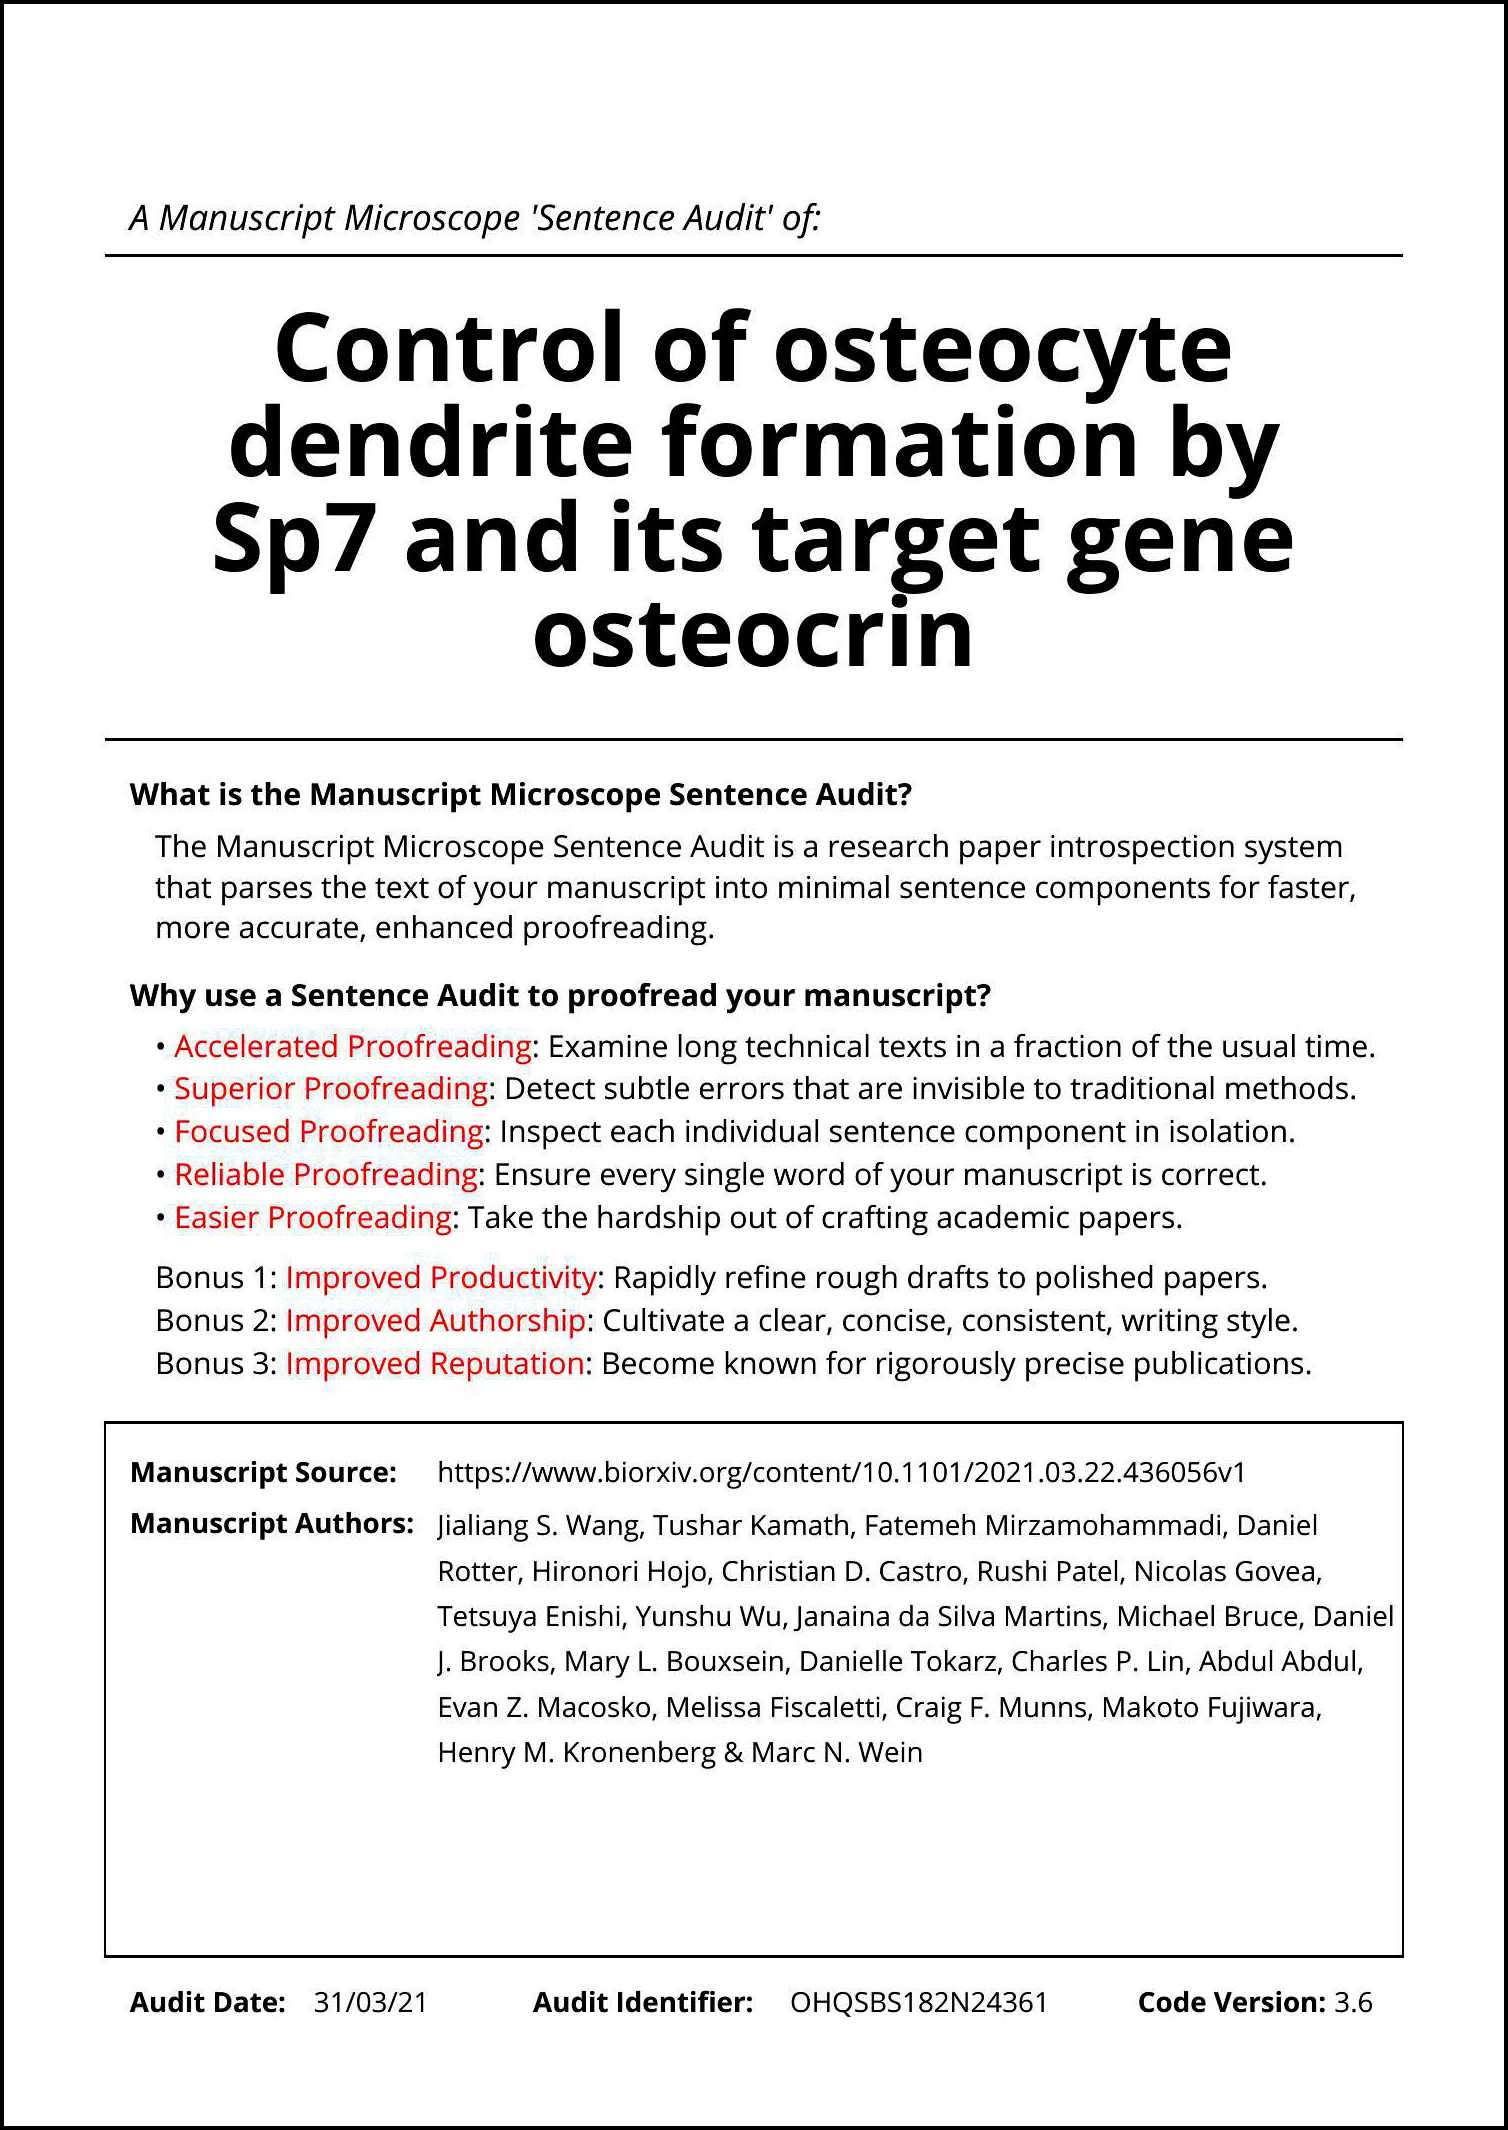 A Manuscript Microscope 'Sentence Audit' of:
Control of osteocyte
dendrite formation by
Sp7 and its target gene
osteocrin
What is the Manuscript Microscope Sentence Audit?
The Manuscript Microscope Sentence Audit is a research paper introspection system
that parses the text of your manuscript into minimal sentence components for faster,
more accurate, enhanced proofreading.
Why use a Sentence Audit to proofread your manuscript?
• Accelerated Proofreading: Examine long technical texts in a fraction of the usual time.
• Superior Proofreading: Detect subtle errors that are invisible to traditional methods.
• Focused Proofreading: Inspect each individual sentence component in isolation.
• Reliable Proofreading: Ensure every single word of your manuscript is correct.
• Easier Proofreading: Take the hardship out of crafting academic papers.
Bonus 1: Improved Productivity: Rapidly refine rough drafts to polished papers.
Bonus 2: Improved Authorship: Cultivate a clear, concise, consistent, writing style.
Bonus 3: Improved Reputation: Become known for rigorously precise publications.
Manuscript Source: https://www.biorxiv.org/content/10.1101/2021.03.22.436056v1
Manuscript Authors: Jialiang S. Wang, Tushar Kamath, Fatemeh Mirzamohammadi, Daniel
Rotter, Hironori Hojo, Christian D. Castro, Rushi Patel, Nicolas Govea,
Tetsuya Enishi, Yunshu Wu, Janaina da Silva Martins, Michael Bruce, Daniel
J. Brooks, Mary L. Bouxsein, Danielle Tokarz, Charles P. Lin, Abdul Abdul,
Evan Z. Macosko, Melissa Fiscaletti, Craig F. Munns, Makoto Fujiwara,
Henry M. Kronenberg & Marc N. Wein
Audit Date: 31/03/21 Audit Identifier: OHQSBS182N24361 Code Version: 3.6